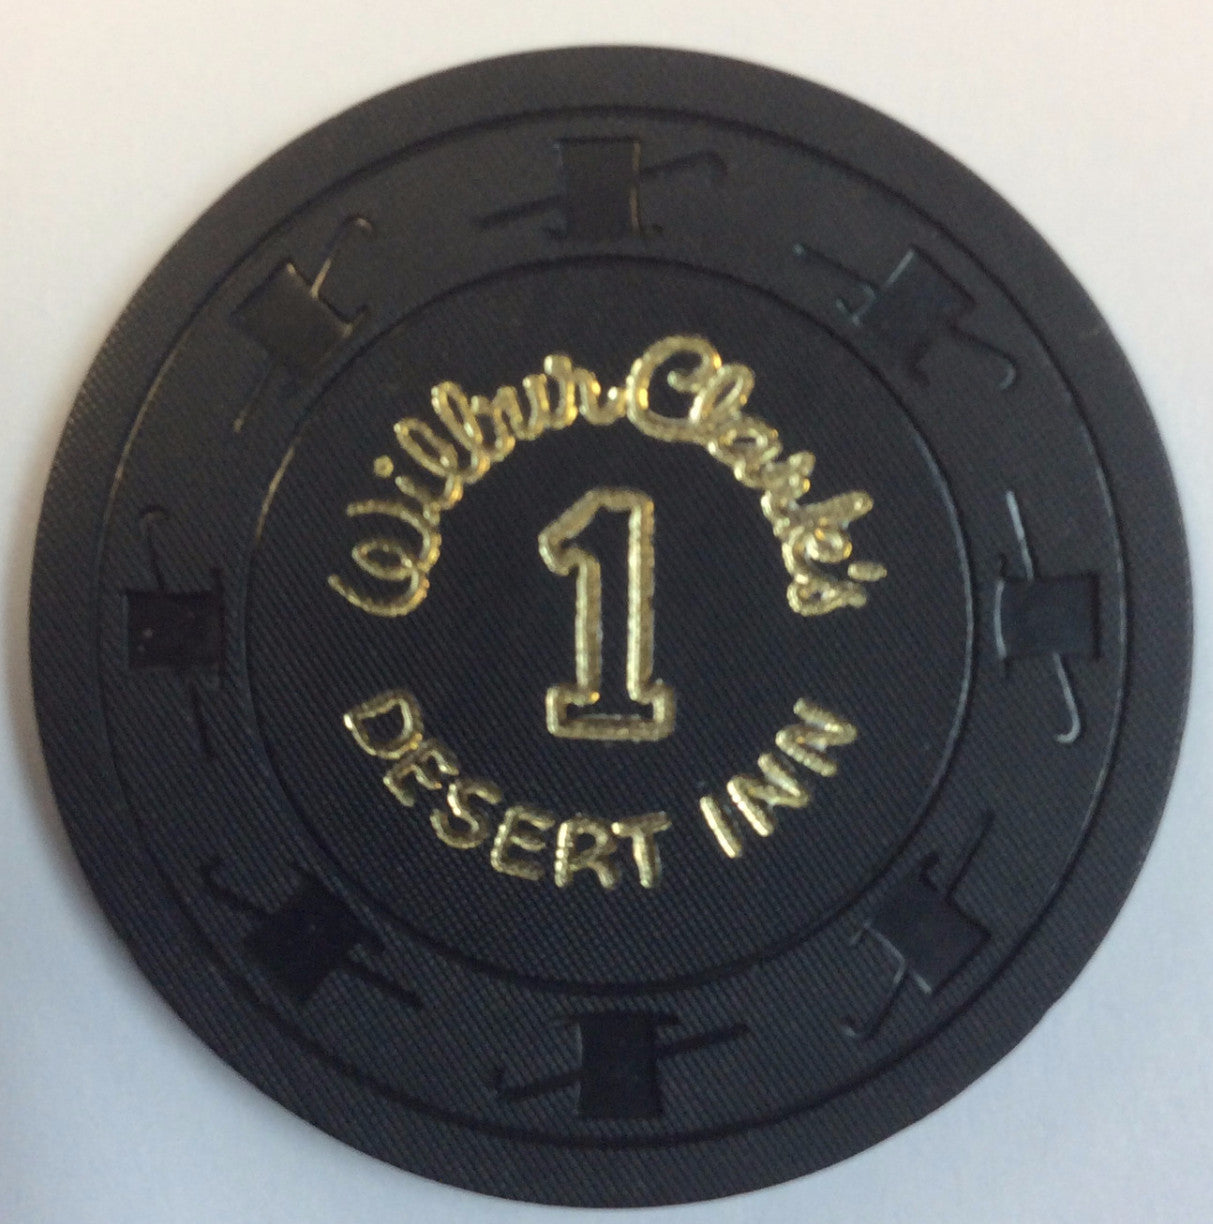 Wilbur Clark's
1
DESERT INN